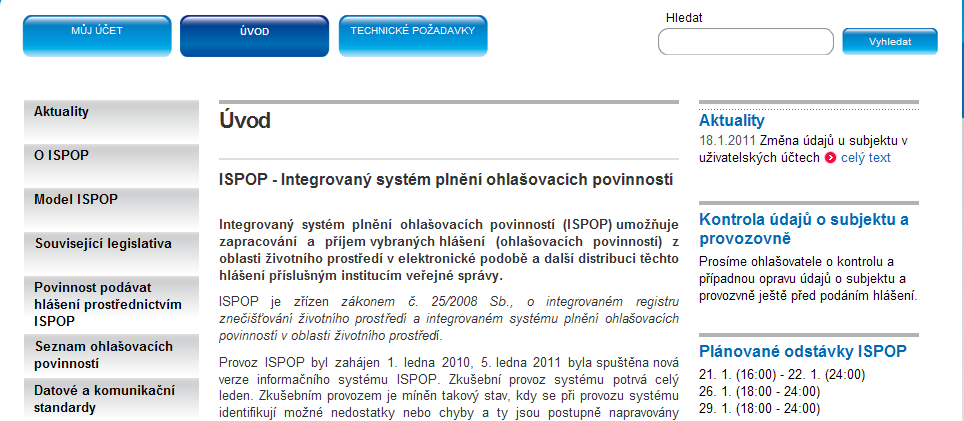 MŮJ ÚČET
ÚVOD
TECHNICKÉ POŽADAVKY
Hledat
Vyhledat
Aktuality
O ISPOP
Model ISPOP
Související legislativa
Povinnost podávat
hlášení prostřednictvím
ISPOP
Seznam ohlašovacích
povinností
Datové a komunikační
standardy
Úvod
ISPOP - Integrovaný systém plnění ohlašovacích povinností
Integrovaný systém plnění ohlašovacích povinností (ISPOP) umožňuje
zapracování a příjem vybraných hlášení (ohlašovacích povinností) z
oblasti životního prostředí v elektronické podobě a další distribuci těchto
hlášení příslušným institucím veřejné správy.
ISPOP je zřízen zákonem č. 25/2008 Sb., o integrovaném registru
znečišťování životního prostředí a integrovaném systému plnění ohlašovacích
povinností v oblasti životního prostředí.
Provoz ISPOP byl zahájen 1. ledna 2010, 5. ledna 2011 byla spuštěna nová
verze informačního systému ISPOP. Zkušební provoz systému potrvá celý
leden. Zkušebním provozem je míněn takový stav, kdy se při provozu systému
identifikují možné nedostatky nebo chyby a ty jsou postupně napravovány
Aktuality
18.1.2011 Změna údajů u subjektu v
uživatelských účtech celý text
Kontrola údajů o subjektu a
provozovně
Prosíme ohlašovatele o kontrolu a
případnou opravu údajů o subjektu a
provozvně ještě před podáním hlášení.
Plánované odstávky ISPOP
21. 1. (16:00) - 22. 1. (24:00)
26. 1. (18:00 - 24:00)
29. 1. (18:00 - 24:00)